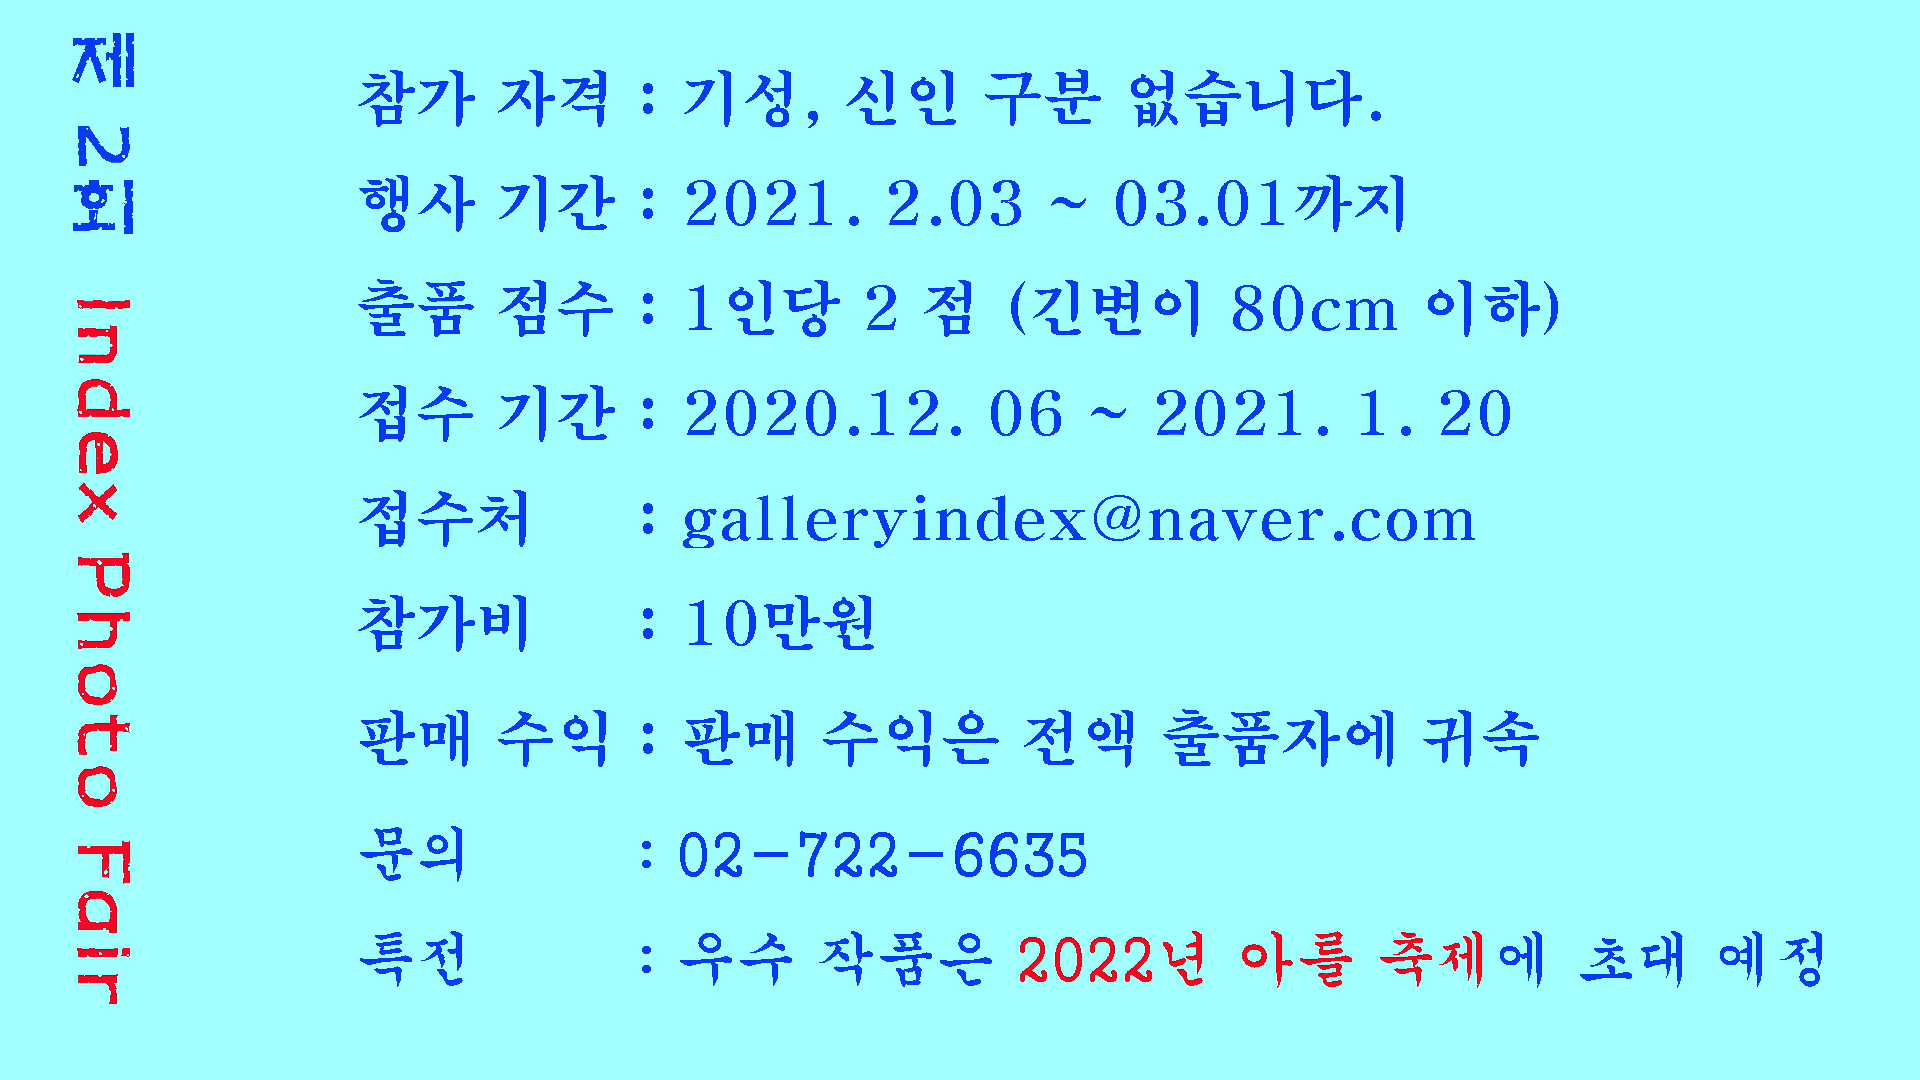 제 2회 Index Photo Fair
참가 자격 : 기성, 신인 구분 없습니다.
행사 기간 : 2021. 2.03 ~ 03.01까지
출품 점수 : 1인당 2 점 (긴변이 80cm 이하)
접수 기간 : 2020.12. 06 ~ 2021. 1. 20
접수처 : galleryindex@naver.com
참가비 : 10만원
판매 수익 : 판매 수익은 전액 출품자에 귀속
문의 : 02-722-6635
특전 : 우수 작품은 2022년 아를 축제에 초대 예정